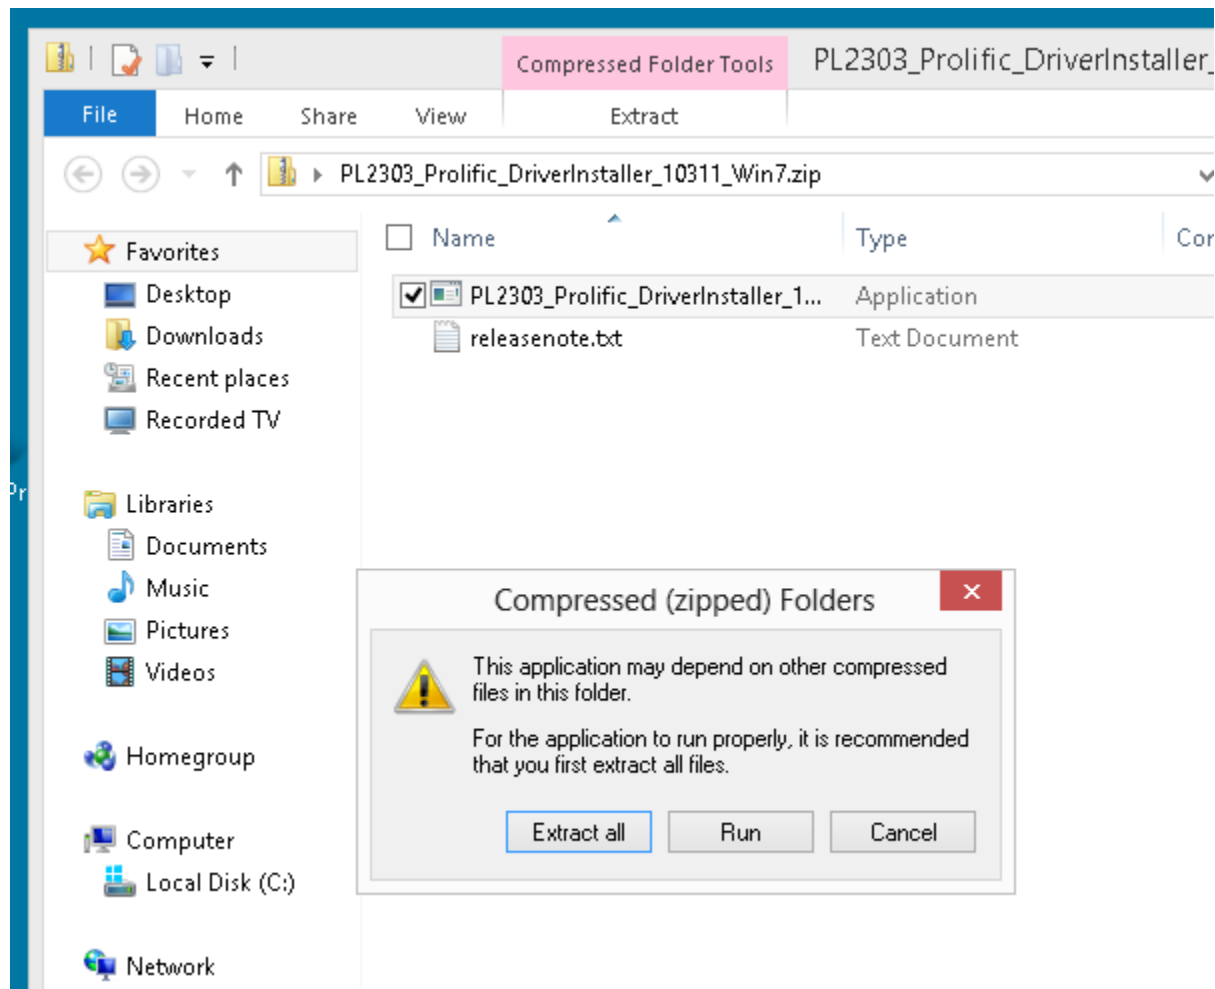 Compressed Folder Tools
PL2303_Prolific_DriverInstaller_
File Home Share View Extract
PL2303_Prolific_DriverInstaller_10311_Win7.zip
Name Type Cor
Favorites
Desktop
Downloads
Recent places
Recorded TV
Libraries
Documents
Music
Pictures
Videos
Homegroup
Computer
Local Disk (C:)
Network
PL2303_Prolific_DriverInstaller_1... Application
releasenote.txt Text Document
Pr
Compressed (zipped) Folders
This application may depend on other compressed
files in this folder.
For the application to run properly, it is recommended
that you first extract all files.
Extract all Run Cancel